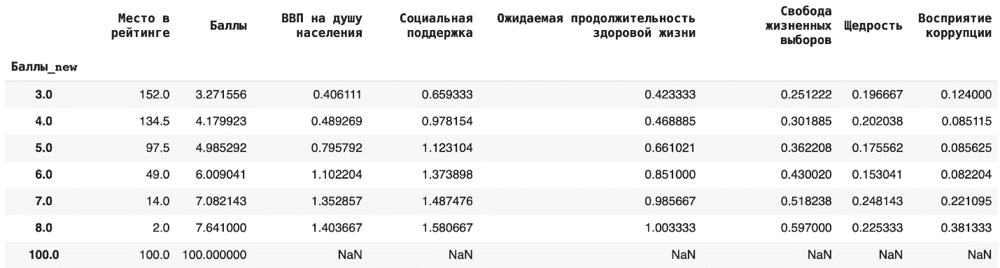 Место в рейтинге Баллы ВВП на душу населения Социальная поддержка Ожидаемая продолжительность здоровой жизни Свобода жизненных выборов Щедрость Восприятие коррупции
Баллы_new
3.0 152.0 3.271556 0.406111 0.659333 0.423333 0.251222 0.196667 0.124000
4.0 134.5 4.179923 0.489269 0.978154 0.468885 0.301885 0.202038 0.085115
5.0 97.5 4.985292 0.795792 1.123104 0.661021 0.362208 0.175562 0.085625
6.0 49.0 6.009041 1.102204 1.373898 0.851000 0.430020 0.153041 0.082204
7.0 14.0 7.082143 1.352857 1.487476 0.985667 0.518238 0.248143 0.221095
8.0 2.0 7.641000 1.403667 1.580667 1.003333 0.597000 0.225333 0.381333
100.0 100.0 100.000000 NaN NaN NaN NaN NaN NaN